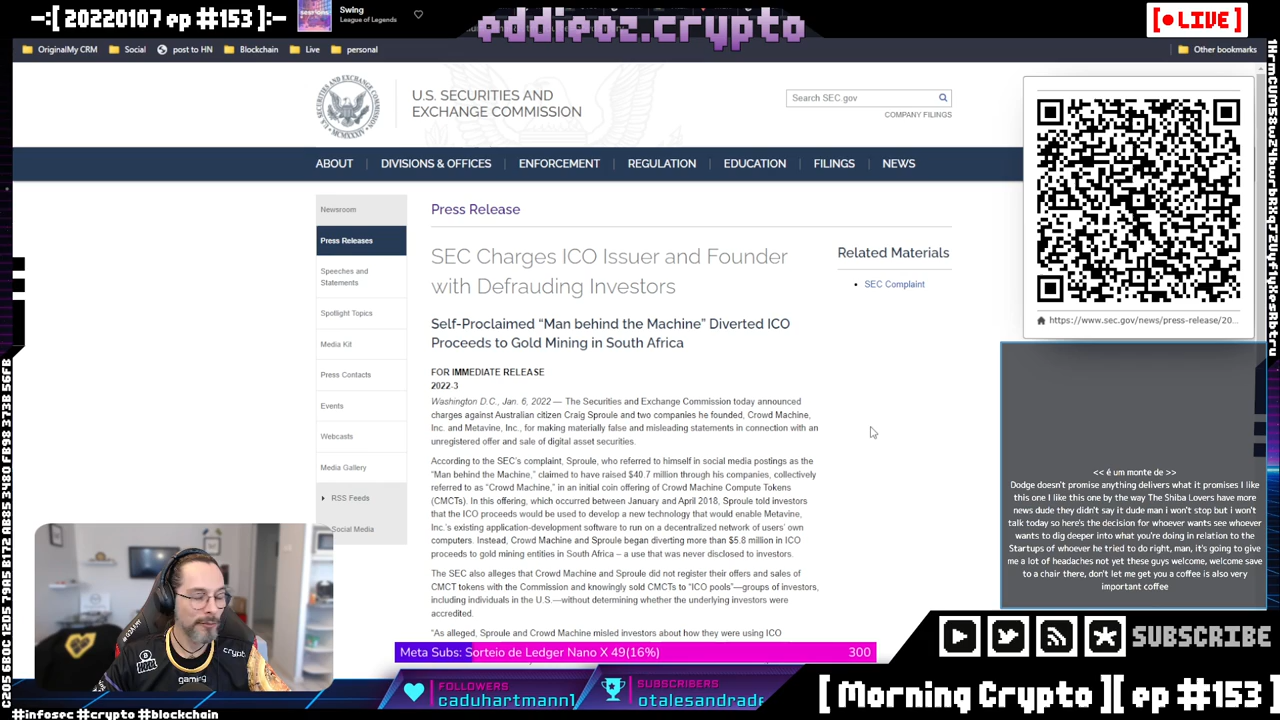 -:[ 20220107 ep #153 ]:-
Swing
League of Legends
eddieoz.crypto
[ • LIVE ]
OriginalMy CRM
Social
post to HN
Blockchain
Live
personal
Other bookmarks
U.S. SECURITIES AND
EXCHANGE COMMISSION
Search SEC.gov
COMPANY FILINGS
ABOUT
DIVISIONS & OFFICES
ENFORCEMENT
REGULATION
EDUCATION
FILINGS
NEWS
Newsroom
Press Releases
Speeches and
Statements
Spotlight Topics
Media Kit
Press Contacts
Events
Webcasts
Media Gallery
RSS Feeds
Social Media
Press Release
SEC Charges ICO Issuer and Founder
with Defrauding Investors
Self-Proclaimed “Man behind the Machine” Diverted ICO
Proceeds to Gold Mining in South Africa
FOR IMMEDIATE RELEASE
2022-3
Washington D.C., Jan. 6, 2022 — The Securities and Exchange Commission today announced
charges against Australian citizen Craig Sproule and two companies he founded, Crowd Machine,
Inc. and Metavine, Inc., for making materially false and misleading statements in connection with an
unregistered offer and sale of digital asset securities.
According to the SEC's complaint, Sproule, who referred to himself in social media postings as the
“Man behind the Machine,” claimed to have raised $40.7 million through his companies, collectively
referred to as “Crowd Machine,” in an initial coin offering of Crowd Machine Compute Tokens
(CMCTs). In this offering, which occurred between January and April 2018, Sproule told investors
that the ICO proceeds would be used to develop a new technology that would enable Metavine,
Inc.'s existing application-development software to run on a decentralized network of users' own
computers. Instead, Crowd Machine and Sproule began diverting more than $5.8 million in ICO
proceeds to gold mining entities in South Africa – a use that was never disclosed to investors.
The SEC also alleges that Crowd Machine and Sproule did not register their offers and sales of
CMCT tokens with the Commission and knowingly sold CMCTs to “ICO pools”—groups of investors,
including individuals in the U.S.—without determining whether the underlying investors were
accredited.
“As alleged, Sproule and Crowd Machine misled investors about how they were using ICO
Related Materials
SEC Complaint
https://www.sec.gov/news/press-release/20...
<< é um monte de >>
Dodge doesn't promise anything delivers what it promises I like
this one I like this one by the way The Shiba Lovers have more
news dude they didn't say it dude man i won't stop but i won't
talk today so here's the decision for whoever wants see whoever
wants to dig deeper into what you're doing in relation to the
Startups of whoever he tried to do right, man, it's going to give
me a lot of headaches not yet these guys welcome, welcome save
to a chair there, don't let me get you a coffee is also very
important coffee
SUBSCRIBE
Meta Subs: Sorteio de Ledger Nano X 49(16%)
300
FOLLOWERS
caduhartmann1
SUBSCRIBERS
otalesandrade
[ Morning Crypto ][ ep #153 ]
#infosec #crypto #blockchain